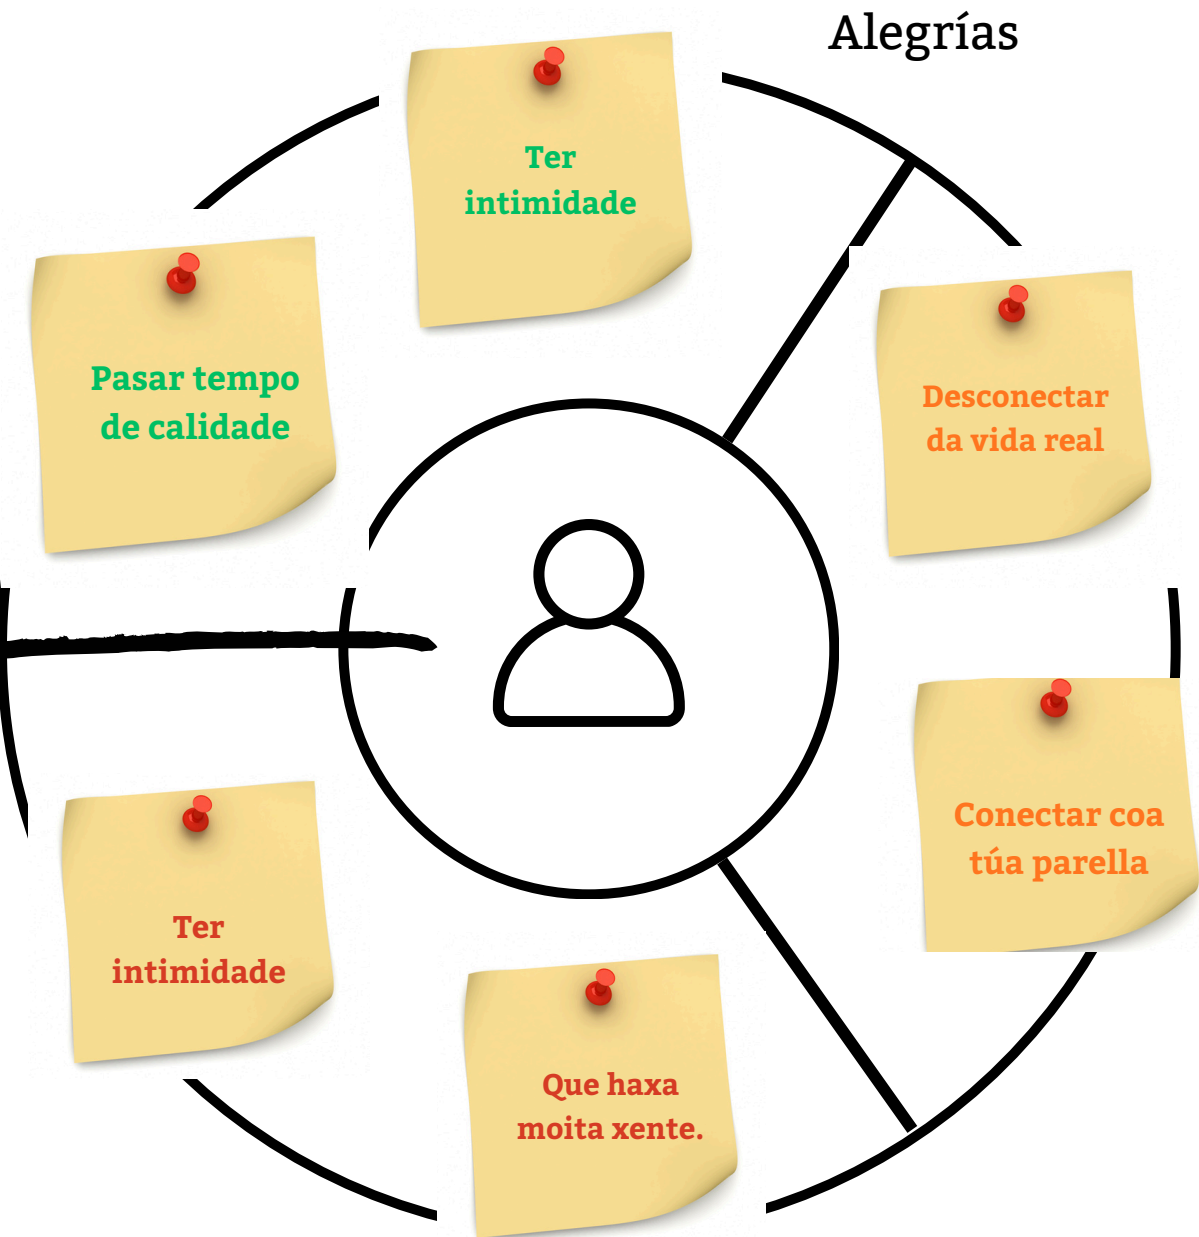 Alegrías
Ter
intimidade
Pasar tempo
de calidade
Desconectar
da vida real
Conectar coa
túa parella
Ter
intimidade
Que haxa
moita xente.